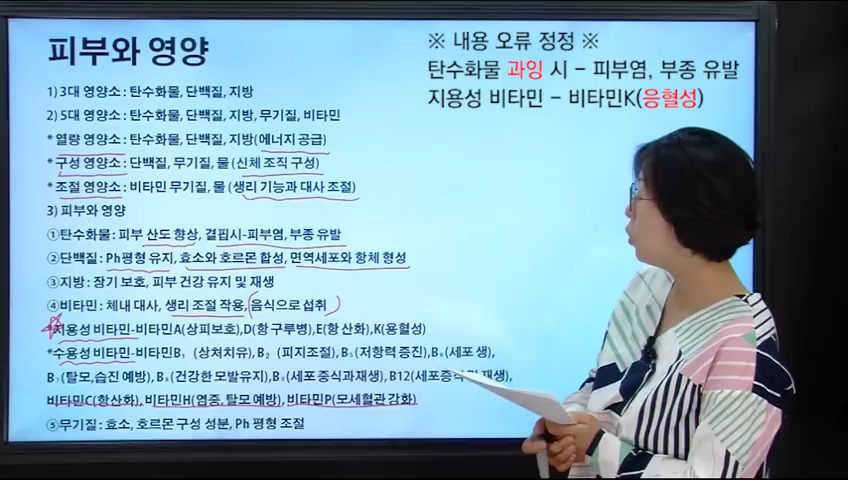 피부와 영양
※ 내용 오류 정정 ※
탄수화물 과잉 시 – 피부염, 부종 유발
지용성 비타민 – 비타민K(응혈성)
1) 3대 영양소 : 탄수화물, 단백질, 지방
2) 5대 영양소 : 탄수화물, 단백질, 지방, 무기질, 비타민
* 열량 영양소 : 탄수화물, 단백질, 지방(에너지 공급)
* 구성 영양소 : 단백질, 무기질, 물 (신체 조직 구성)
* 조절 영양소 : 비타민 무기질, 물 (생리 기능과 대사 조절)
3) 피부와 영양
①탄수화물: 피부 산도 향상, 결핍시-피부염, 부종 유발
②단백질: Ph평형 유지, 효소와 호르몬 합성, 면역세포와 항체 형성
③지방: 장기 보호, 피부 건강 유지 및 재생
④비타민: 체내 대사, 생리 조절 작용, (음식으로 섭취)
지용성 비타민-비타민A(상피보호), D(항 구루병), E(항 산화), K(용혈성)
*수용성 비타민-비타민B₁ (상처치유), B₂ (피지조절), B₅(저항력 증진), B₆(세포 생),
B₇(탈모,습진 예방), B₈(건강한 모발유지), B₉(세포 증식과재생), B12(세포증식 재생),
비타민C(항산화), 비타민H(염증, 탈모 예방), 비타민P(모세혈관 강화)
⑤무기질: 효소, 호르몬 구성 성분, Ph 평형 조절